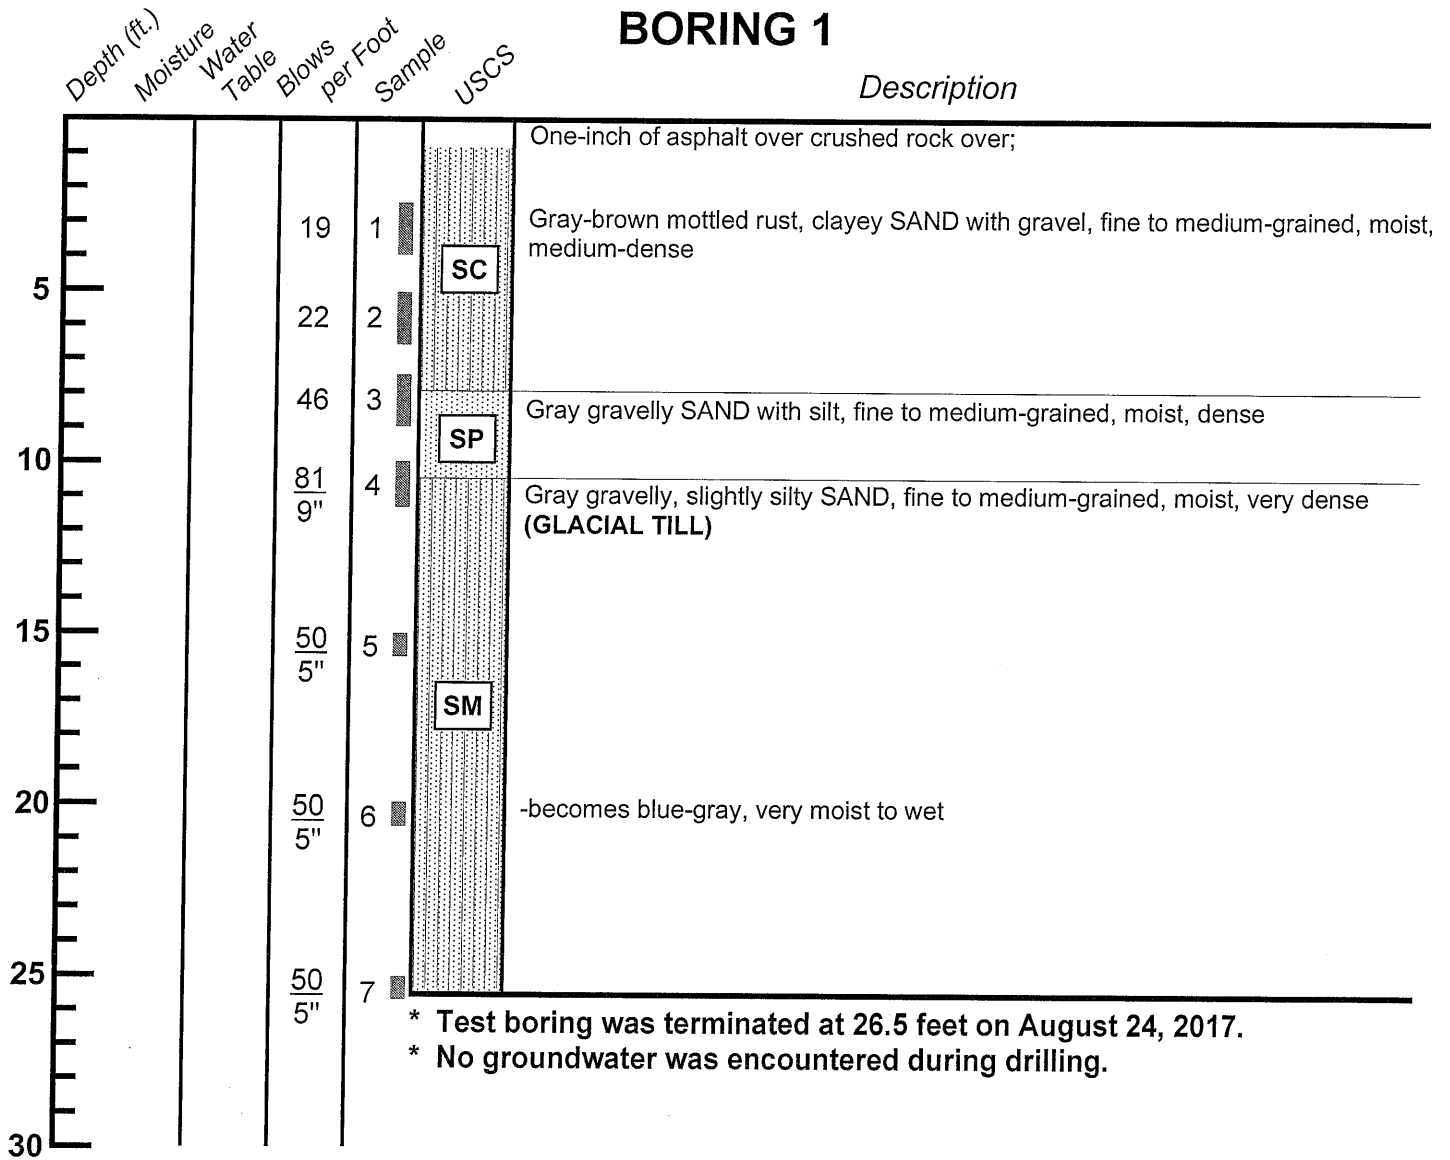 BORING 1
Depth (ft.)
Moisture
Water
Table
Blows
per Foot
Sample
USCS
Description
One-inch of asphalt over crushed rock over;
19 1 Gray-brown mottled rust, clayey SAND with gravel, fine to medium-grained, moist,
medium-dense
SC
5
22 2
46 3
Gray gravelly SAND with silt, fine to medium-grained, moist, dense
SP
10
81
9" 4
Gray gravelly, slightly silty SAND, fine to medium-grained, moist, very dense
(GLACIAL TILL)
15
50
5" 5
SM
20
50
5" 6
-becomes blue-gray, very moist to wet
25
50
5" 7
* Test boring was terminated at 26.5 feet on August 24, 2017.
* No groundwater was encountered during drilling.
30